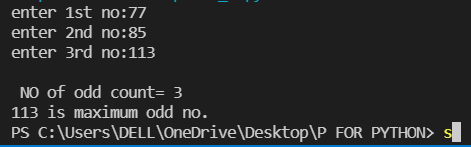 enter 1st no:77
enter 2nd no:85
enter 3rd no:113
NO of odd count= 3
113 is maximum odd no.
PS C:\Users\DELL\OneDrive\Desktop\P FOR PYTHON> s